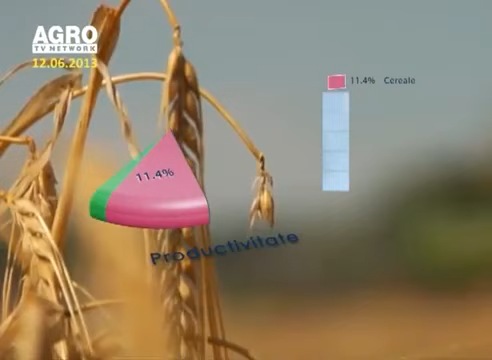 AGRO
TV NETWORK
12.06.2013
11.4% Cereale
11.4%
Productivitate